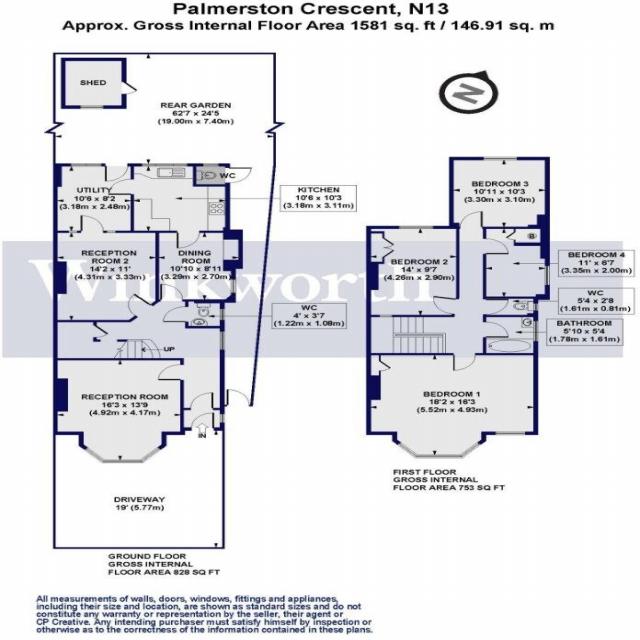 Palmerston Crescent, N13
Approx. Gross Internal Floor Area 1581 sq. ft / 146.91 sq. m
SHED
REAR GARDEN
62'7 x 24'5
(19.00m x 7.40m)
N
WC
UTILITY
10'6 x 8'2
(3.18m x 2.48m)
KITCHEN
10'6 x 10'3
(3.18m x 3.11m)
RECEPTION
ROOM 2
14'2 x 11'
(4.31m x 3.33m)
DINING
ROOM
10'10 x 8'11
(3.29m x 2.70m)
WC
4' x 3'7
(1.22m x 1.08m)
UP
RECEPTION ROOM
16'3 x 13'9
(4.92m x 4.17m)
IN
DRIVEWAY
19' (5.77m)
GROUND FLOOR
GROSS INTERNAL
FLOOR AREA 828 SQ FT
BEDROOM 3
10'11 x 10'3
(3.30m x 3.10m)
B
BEDROOM 2
14' x 9'7
(4.26m x 2.90m)
BEDROOM 4
11' x 6'7
(3.35m x 2.00m)
WC
5'4 x 2'8
(1.61m x 0.81m)
BATHROOM
5'10 x 5'4
(1.78m x 1.61m)
BEDROOM 1
18'2 x 16'3
(5.52m x 4.93m)
FIRST FLOOR
GROSS INTERNAL
FLOOR AREA 753 SQ FT
Winkworth
All measurements of walls, doors, windows, fittings and appliances,
including their size and location, are shown as standard sizes and do not
constitute any warranty or representation by the seller, their agent or
CP Creative. Any intending purchaser must satisfy himself by inspection or
otherwise as to the correctness of the information contained in these plans.